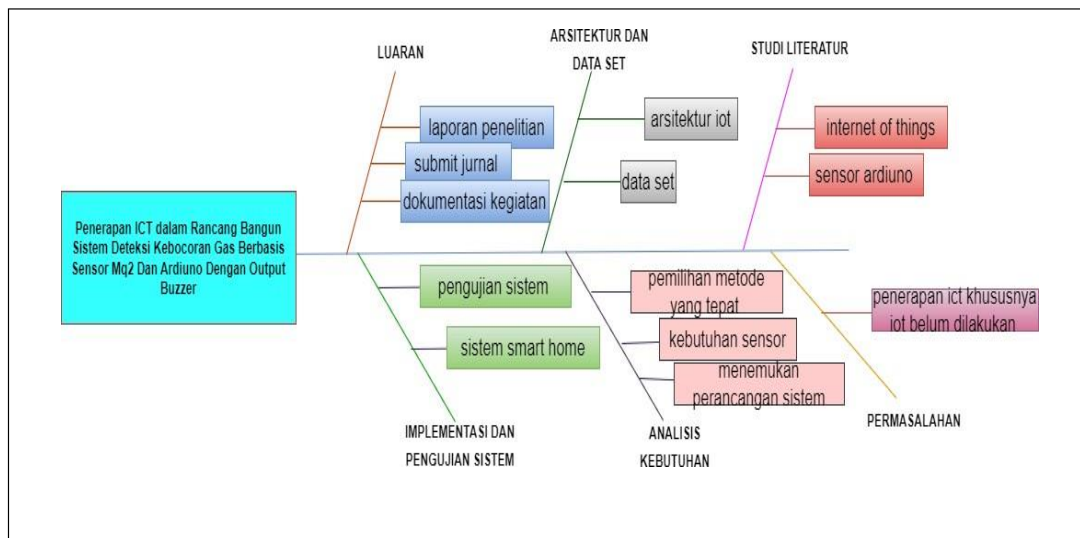 LUARAN
ARSITEKTUR DAN
DATA SET
STUDI LITERATUR
laporan penelitian
submit jurnal
dokumentasi kegiatan
arsitektur iot
data set
internet of things
sensor ardiuno
Penerapan ICT dalam Rancang Bangun
Sistem Deteksi Kebocoran Gas Berbasis
Sensor Mq2 Dan Ardiuno Dengan Output
Buzzer
pengujian sistem
sistem smart home
pemilihan metode
yang tepat
kebutuhan sensor
menemukan
perancangan sistem
penerapan ict khususnya
iot belum dilakukan
IMPLEMENTASI DAN
PENGUJIAN SISTEM
ANALISIS
KEBUTUHAN
PERMASALAHAN